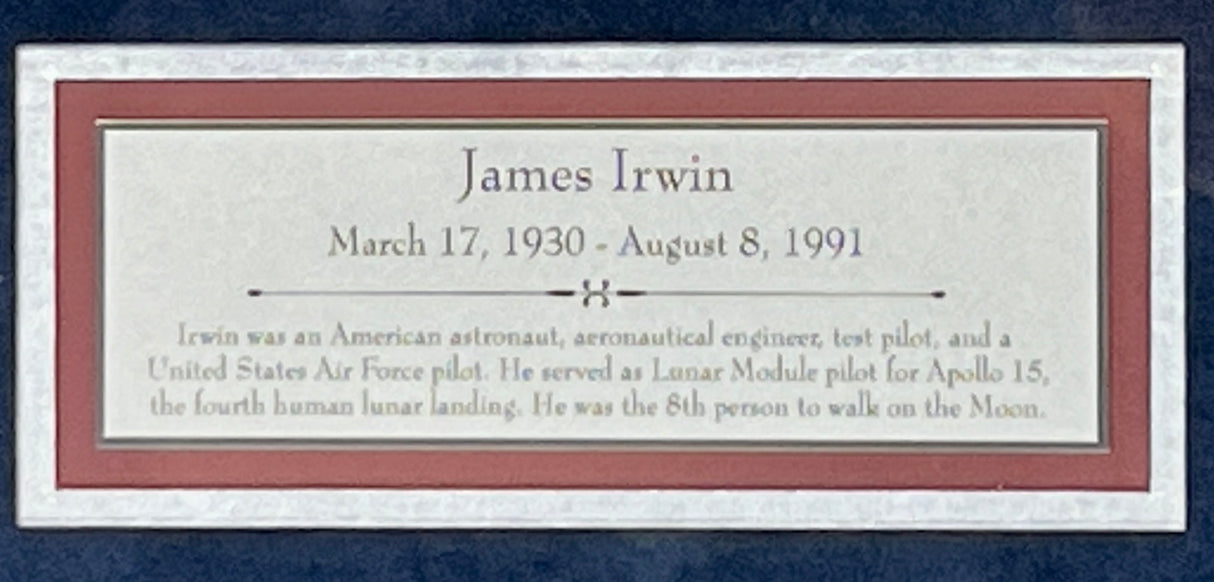 James Irwin
March 17, 1930 - August 8, 1991
Irwin was an American astronaut, aeronautical engineer, test pilot, and a
United States Air Force pilot. He served as Lunar Module pilot for Apollo 15,
the fourth human lunar landing. He was the 8th person to walk on the Moon.